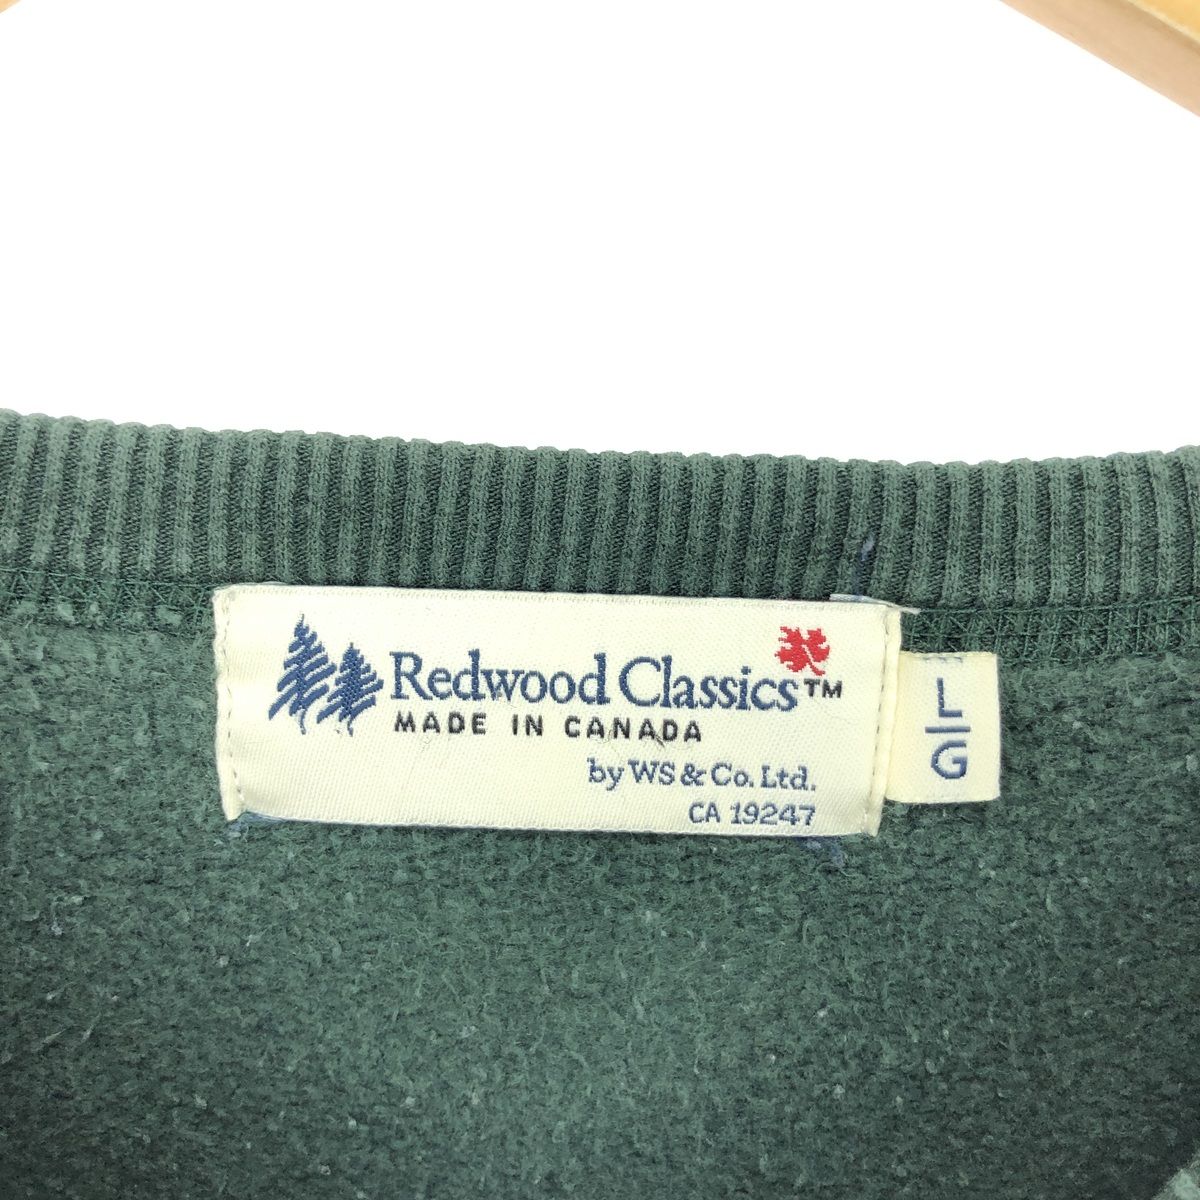 Redwood Classics™
MADE IN CANADA
by WS & Co. Ltd.
CA 19247
L
G